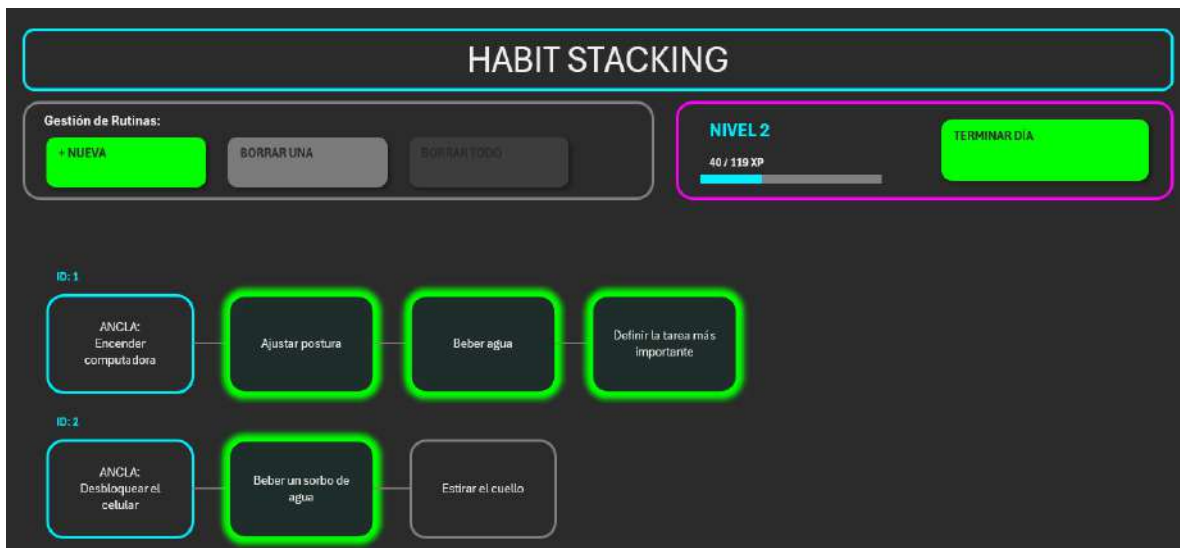 HABIT STACKING
Gestión de Rutinas:
+ NUEVA
BORRAR UNA
BORRAR TODO
NIVEL 2
40 / 119 XP
TERMINAR DÍA
ID: 1
ANCLA:
Encender
computadora
Ajustar postura
Beber agua
Definir la tarea más
importante
ID: 2
ANCLA:
Desbloquear el
celular
Beber un sorbo de
agua
Estirar el cuello